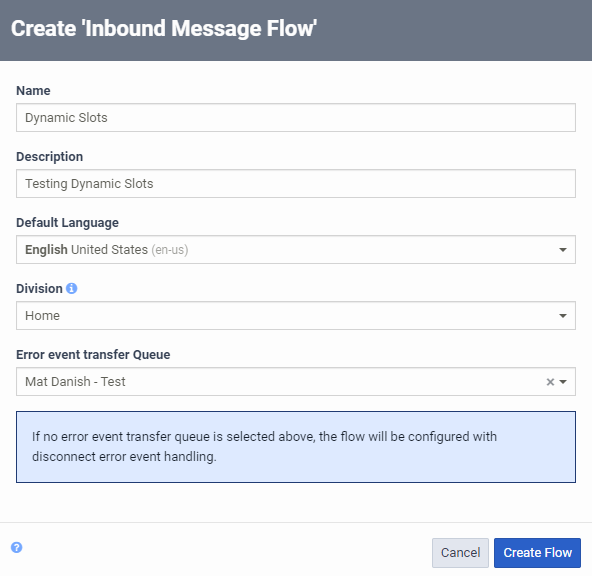 Create 'Inbound Message Flow'
Name
Dynamic Slots
Description
Testing Dynamic Slots
Default Language
English United States (en-us)
Division
Home
Error event transfer Queue
Mat Danish - Test
If no error event transfer queue is selected above, the flow will be configured with
disconnect error event handling.
Cancel Create Flow